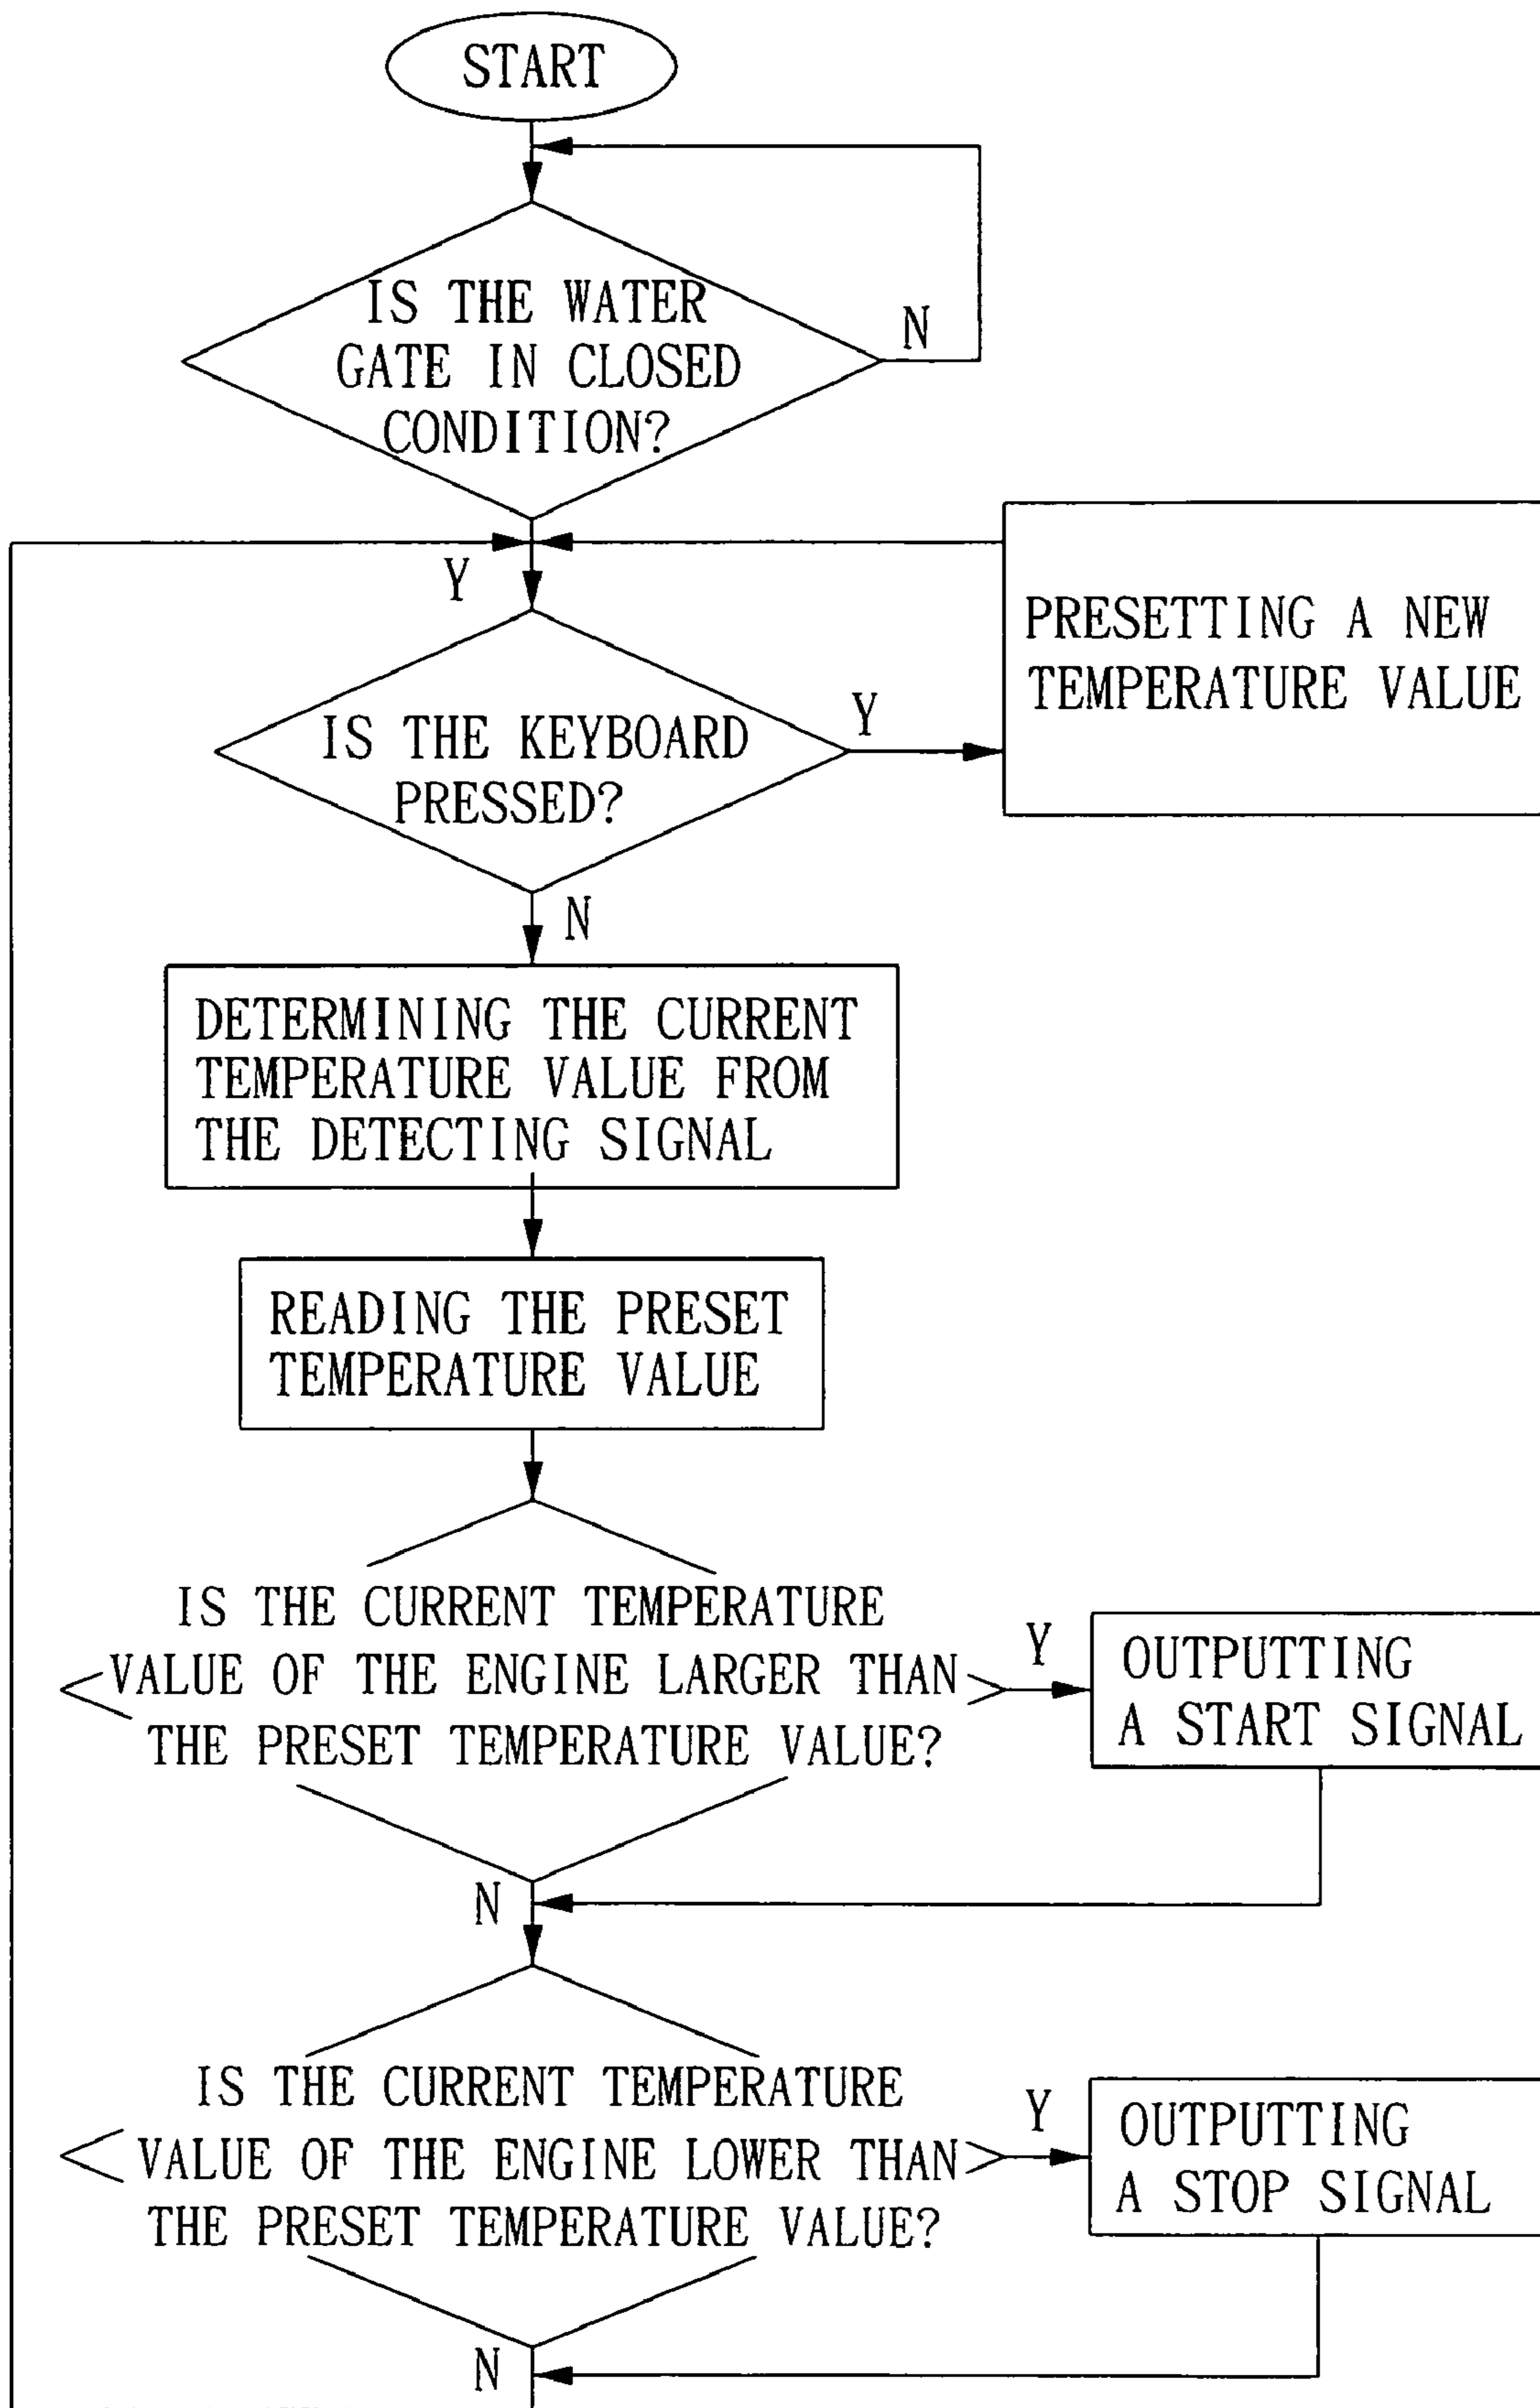 START
IS THE WATER
GATE IN CLOSED
CONDITION?
N
Y
PRESETTING A NEW
TEMPERATURE VALUE
IS THE KEYBOARD
PRESSED?
Y
N
DETERMINING THE CURRENT
TEMPERATURE VALUE FROM
THE DETECTING SIGNAL
READING THE PRESET
TEMPERATURE VALUE
IS THE CURRENT TEMPERATURE
VALUE OF THE ENGINE LARGER THAN
THE PRESET TEMPERATURE VALUE?
Y
OUTPUTTING
A START SIGNAL
N
IS THE CURRENT TEMPERATURE
VALUE OF THE ENGINE LOWER THAN
THE PRESET TEMPERATURE VALUE?
Y
OUTPUTTING
A STOP SIGNAL
N